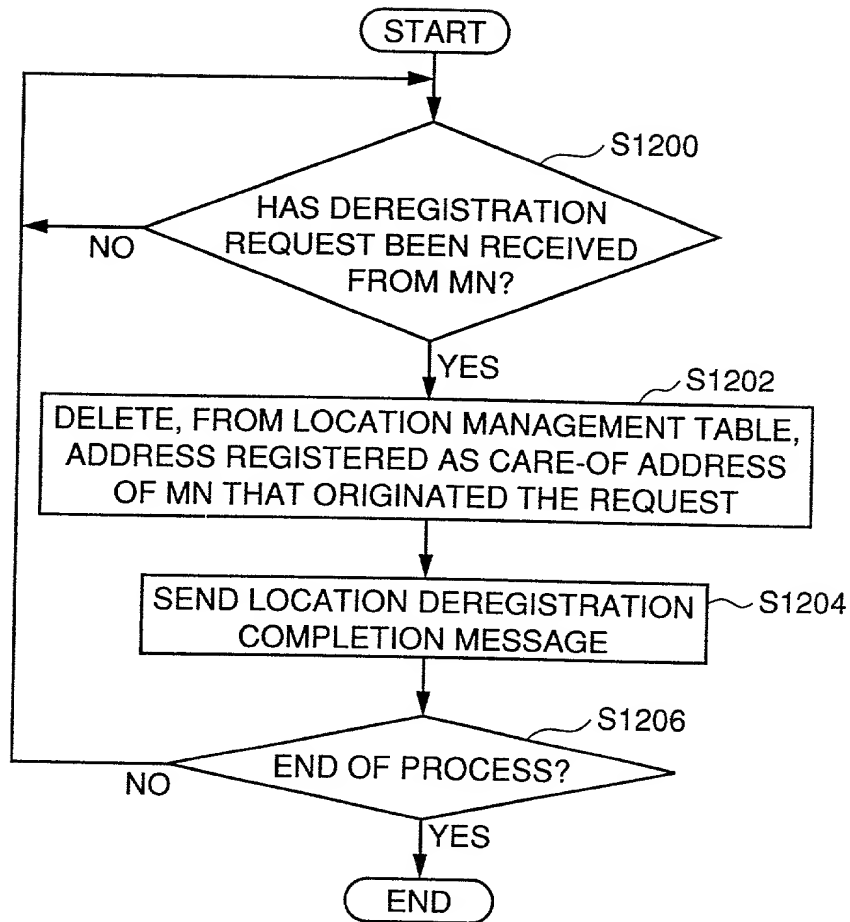 START
S1200
HAS DEREGISTRATION
REQUEST BEEN RECEIVED
FROM MN?
NO
YES
S1202
DELETE, FROM LOCATION MANAGEMENT TABLE,
ADDRESS REGISTERED AS CARE-OF ADDRESS
OF MN THAT ORIGINATED THE REQUEST
SEND LOCATION DEREGISTRATION
COMPLETION MESSAGE
S1204
S1206
END OF PROCESS?
NO
YES
END